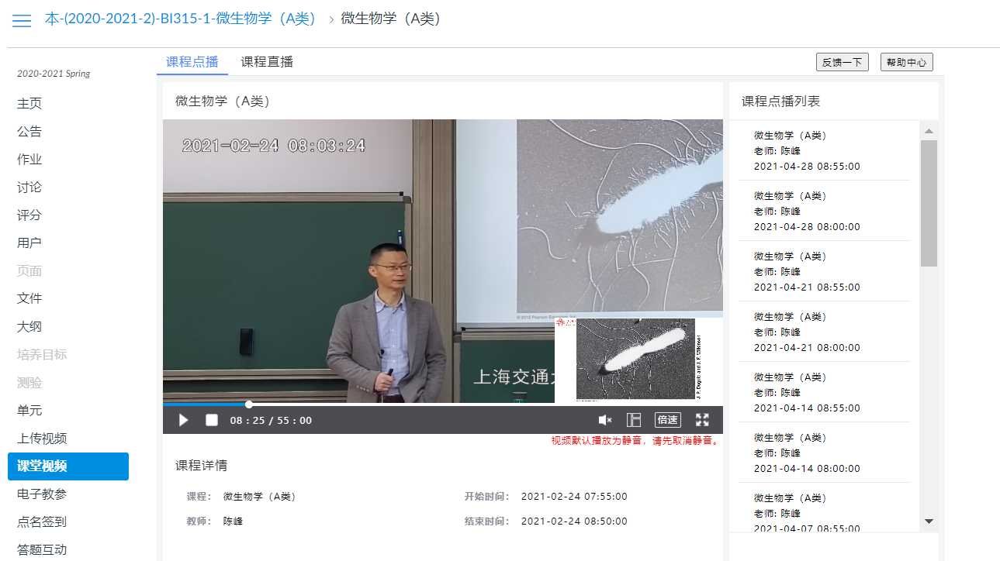 本-(2020-2021-2)-BI315-1-微生物学（A类） › 微生物学（A类）
2020-2021 Spring
主页
公告
作业
讨论
评分
用户
页面
文件
大纲
培养目标
测验
单元
上传视频
课堂视频
电子教参
点名签到
答题互动
课程点播 课程直播
反馈一下 帮助中心
微生物学（A类）
2021-02-24 08:03:24
上海交通大
08 : 25 / 55 : 00
倍速
视频默认播放为静音，请先取消静音。
课程详情
课程： 微生物学（A类） 开始时间： 2021-02-24 07:55:00
教师： 陈峰 结束时间： 2021-02-24 08:50:00
课程点播列表
微生物学（A类）
老师: 陈峰
2021-04-28 08:55:00
微生物学（A类）
老师: 陈峰
2021-04-28 08:00:00
微生物学（A类）
老师: 陈峰
2021-04-21 08:55:00
微生物学（A类）
老师: 陈峰
2021-04-21 08:00:00
微生物学（A类）
老师: 陈峰
2021-04-14 08:55:00
微生物学（A类）
老师: 陈峰
2021-04-14 08:00:00
微生物学（A类）
老师: 陈峰
2021-04-07 08:55:00